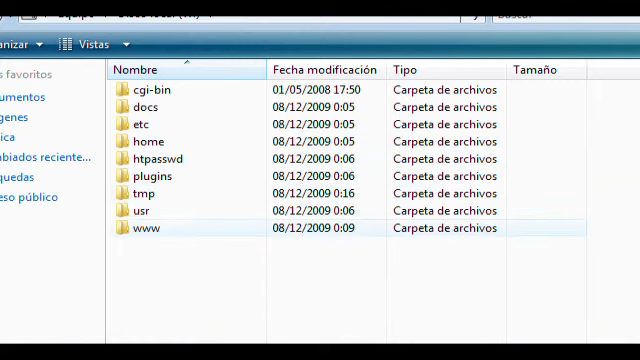 Buscar
Vistas
Nombre Fecha modificación Tipo Tamaño
cgi-bin 01/05/2008 17:50 Carpeta de archivos
docs 08/12/2009 0:05 Carpeta de archivos
etc 08/12/2009 0:05 Carpeta de archivos
home 08/12/2009 0:05 Carpeta de archivos
htpasswd 08/12/2009 0:06 Carpeta de archivos
plugins 08/12/2009 0:06 Carpeta de archivos
tmp 08/12/2009 0:16 Carpeta de archivos
usr 08/12/2009 0:06 Carpeta de archivos
www 08/12/2009 0:09 Carpeta de archivos
anizar
s favoritos
umentos
genes
ica
nbiados reciente...
quedas
eso público